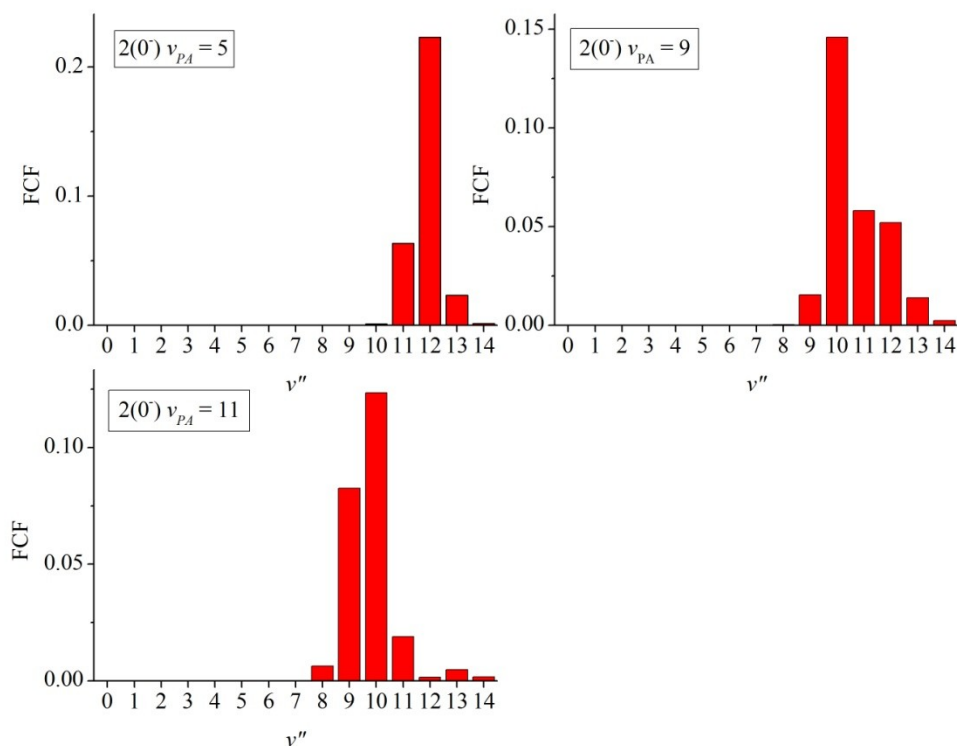 2(0⁻) v_PA = 5
0.2
0.1
0.0
FCF
0 1 2 3 4 5 6 7 8 9 10 11 12 13 14
v″
2(0⁻) v_PA = 9
0.15
0.10
0.05
0.00
FCF
0 1 2 3 4 5 6 7 8 9 10 11 12 13 14
v″
2(0⁻) v_PA = 11
0.10
0.05
0.00
FCF
0 1 2 3 4 5 6 7 8 9 10 11 12 13 14
v″